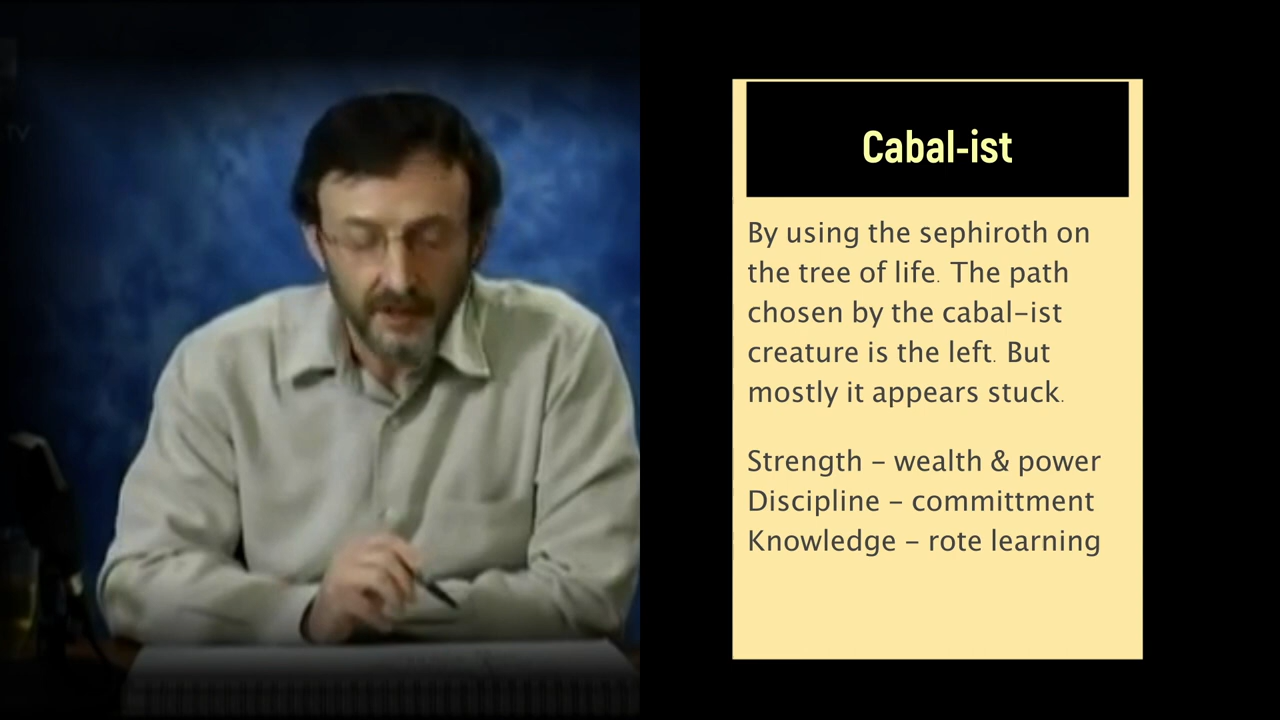 TV
Cabal-ist
By using the sephiroth on
the tree of life. The path
chosen by the cabal-ist
creature is the left. But
mostly it appears stuck.
Strength - wealth & power
Discipline - committment
Knowledge - rote learning